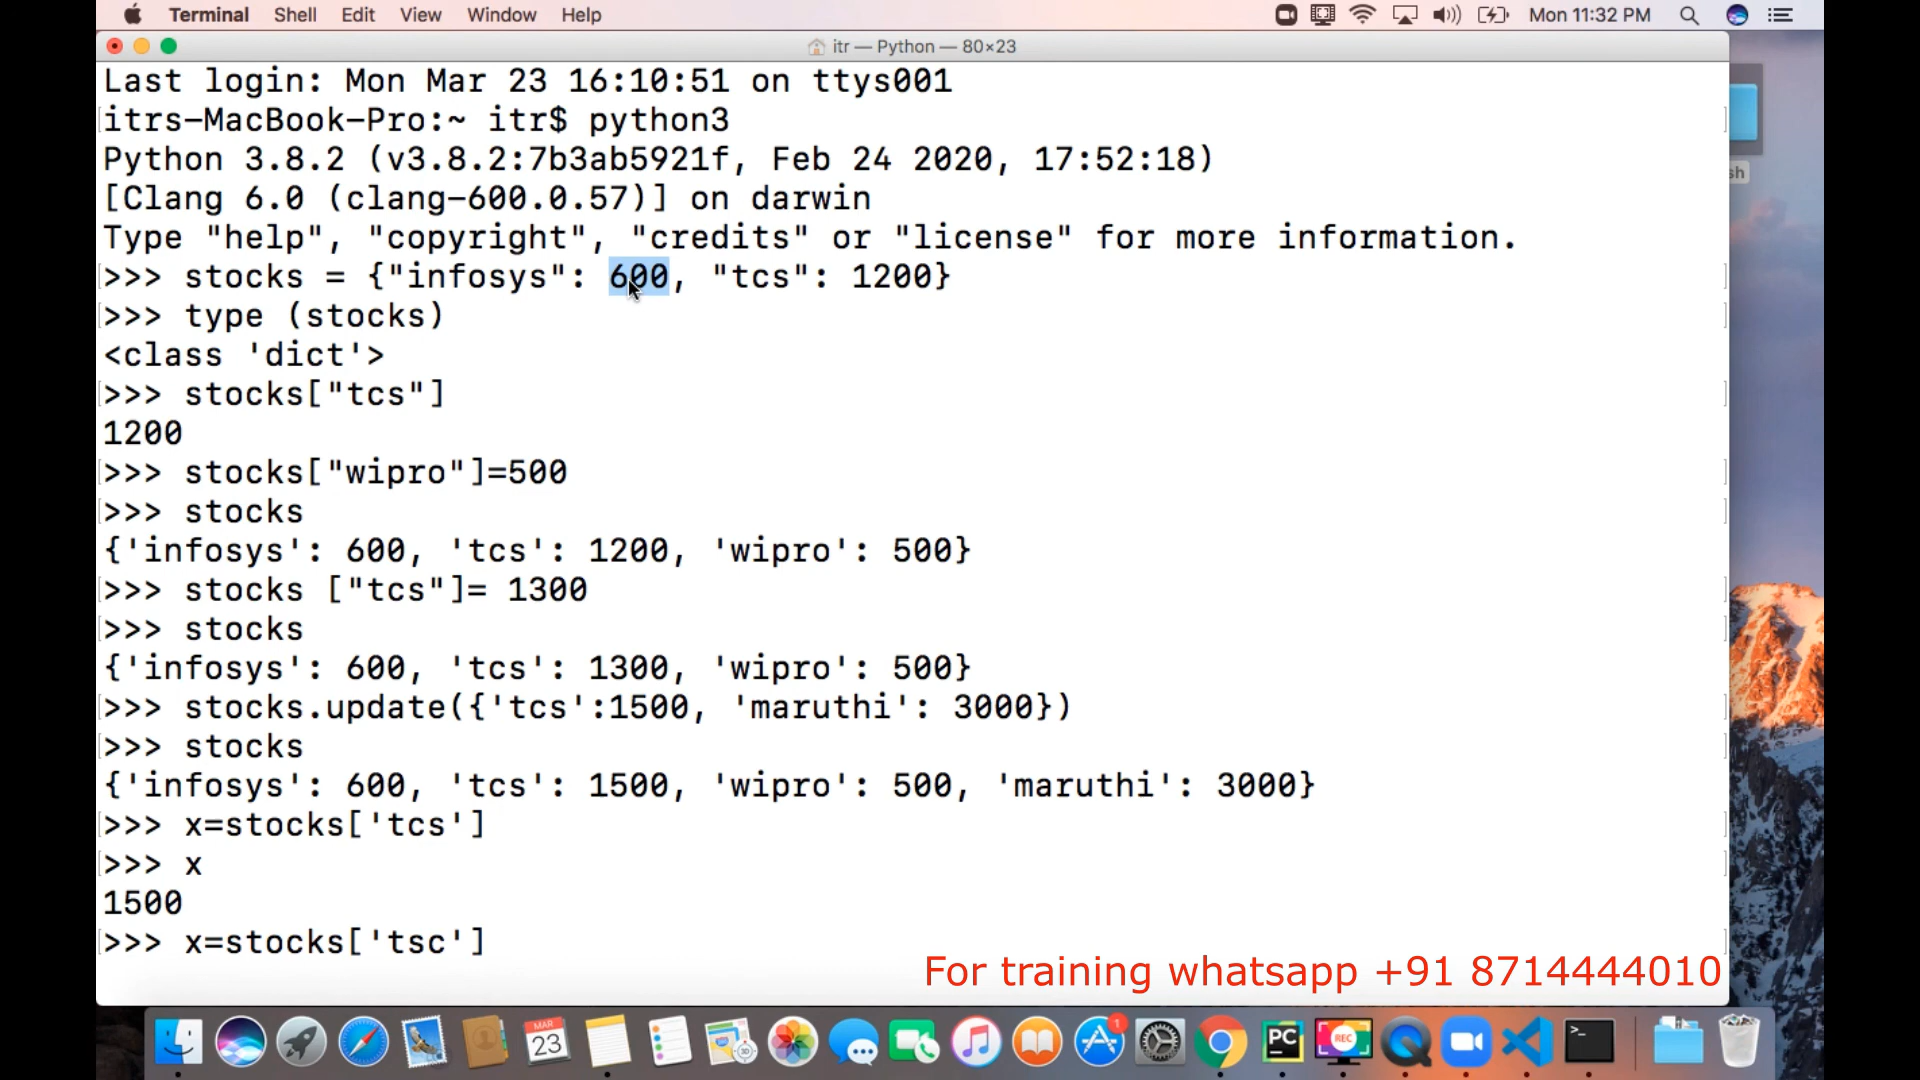 Terminal Shell Edit View Window Help Mon 11:32 PM
itr — Python — 80×23
Last login: Mon Mar 23 16:10:51 on ttys001
itrs-MacBook-Pro:~ itr$ python3
Python 3.8.2 (v3.8.2:7b3ab5921f, Feb 24 2020, 17:52:18)
[Clang 6.0 (clang-600.0.57)] on darwin
Type "help", "copyright", "credits" or "license" for more information.
>>> stocks = {"infosys": 600, "tcs": 1200}
>>> type (stocks)
<class 'dict'>
>>> stocks["tcs"]
1200
>>> stocks["wipro"]=500
>>> stocks
{'infosys': 600, 'tcs': 1200, 'wipro': 500}
>>> stocks ["tcs"]= 1300
>>> stocks
{'infosys': 600, 'tcs': 1300, 'wipro': 500}
>>> stocks.update({'tcs':1500, 'maruthi': 3000})
>>> stocks
{'infosys': 600, 'tcs': 1500, 'wipro': 500, 'maruthi': 3000}
>>> x=stocks['tcs']
>>> x
1500
>>> x=stocks['tsc']
For training whatsapp +91 8714444010
sh
MAR
23
1
PC
REC
>_